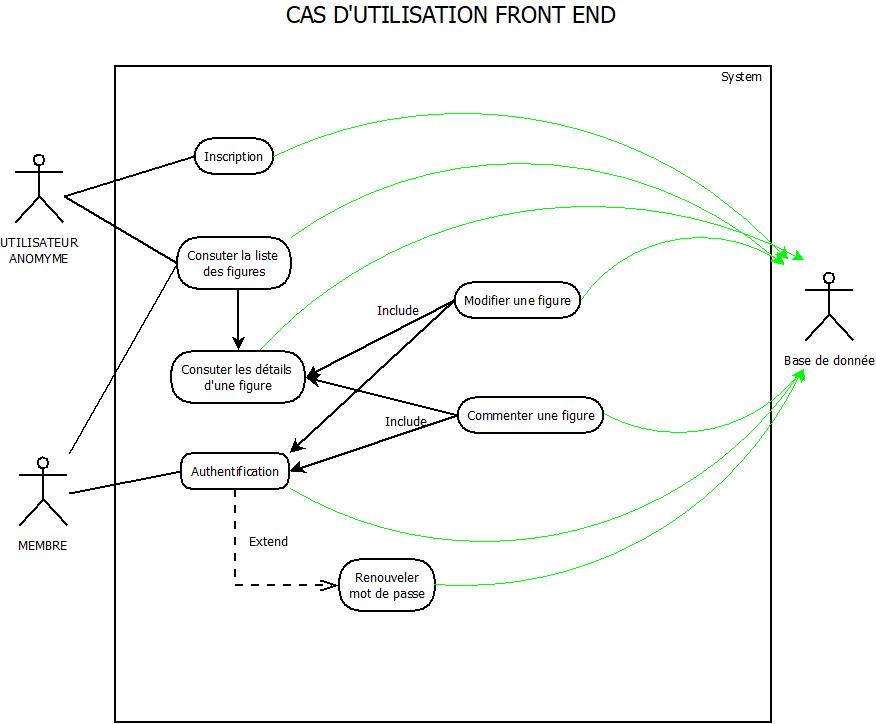 CAS D'UTILISATION FRONT END
System
Inscription
UTILISATEUR
ANOMYME
Consuter la liste
des figures
Modifier une figure
Include
Base de donnée
Consuter les détails
d'une figure
Commenter une figure
Include
Authentification
MEMBRE
Extend
Renouveler
mot de passe